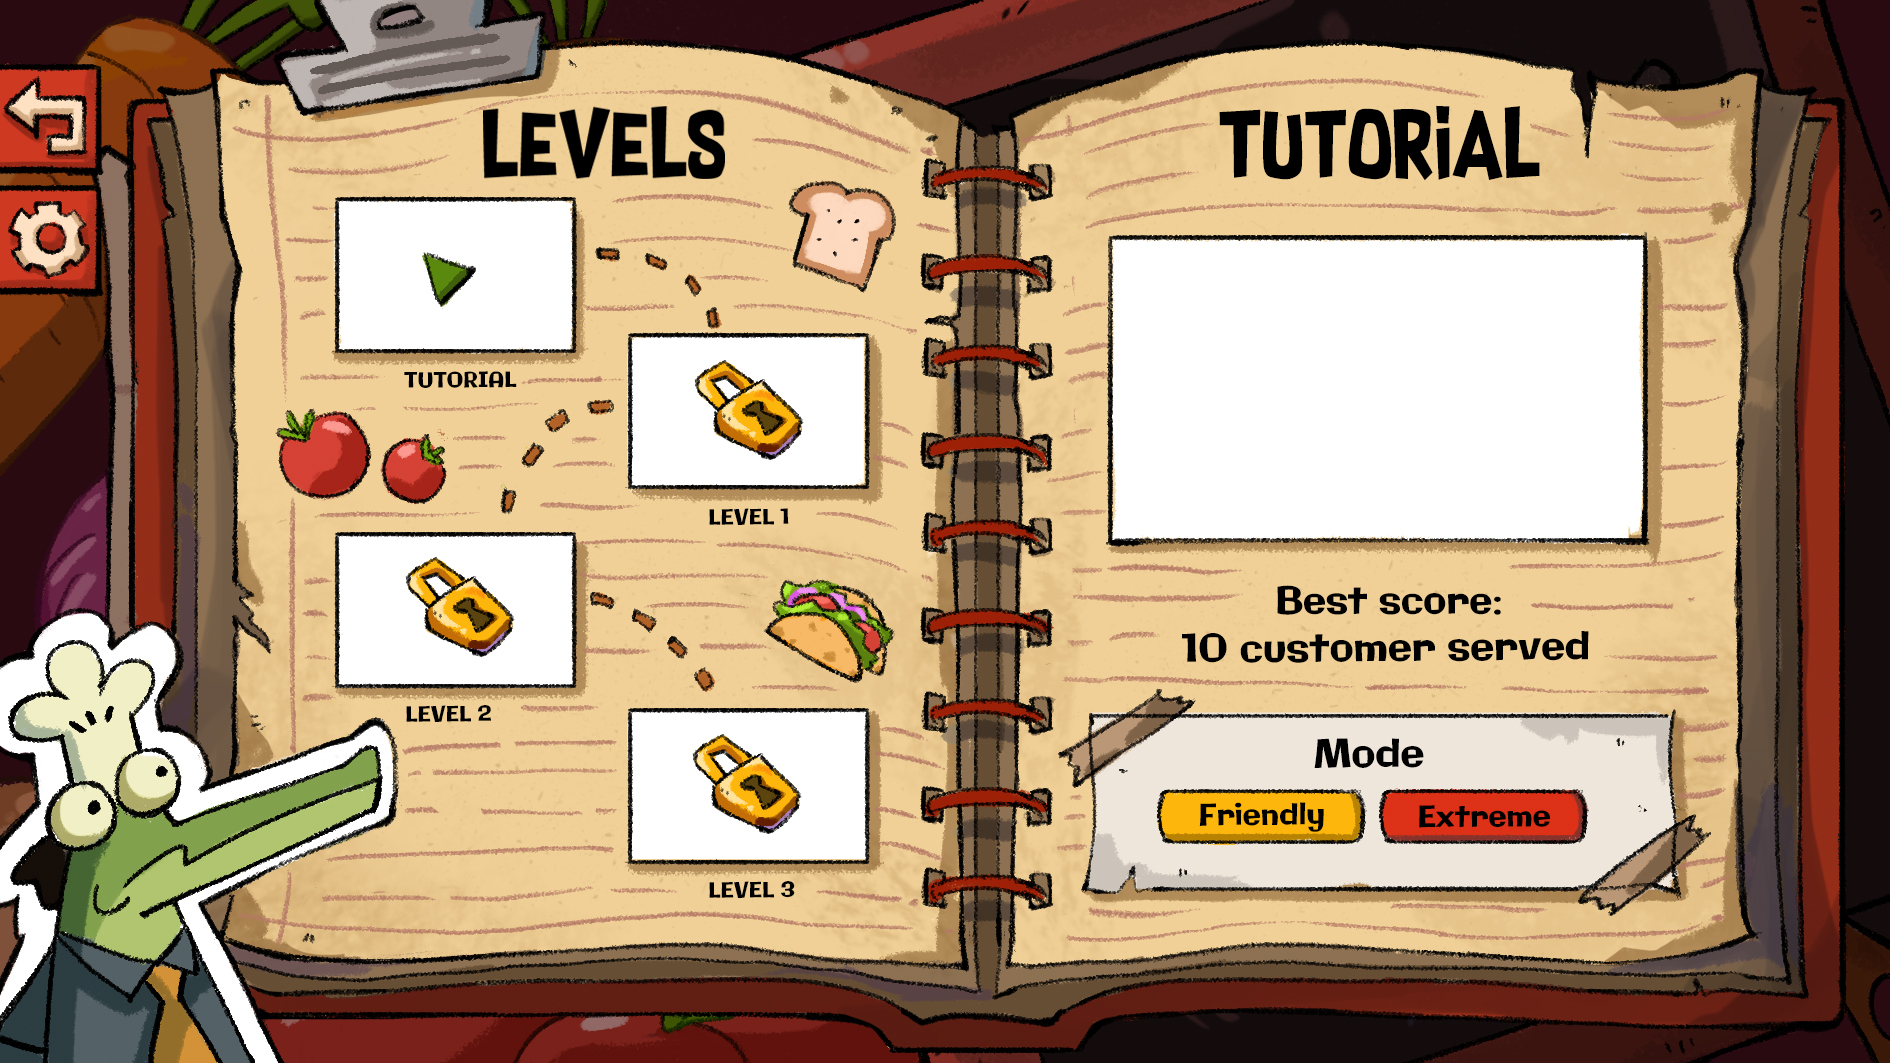 LEVELS
TUTORIAL
LEVEL 1
LEVEL 2
LEVEL 3
TUTORiAL
Best score:
10 customer served
Mode
Friendly
Extreme